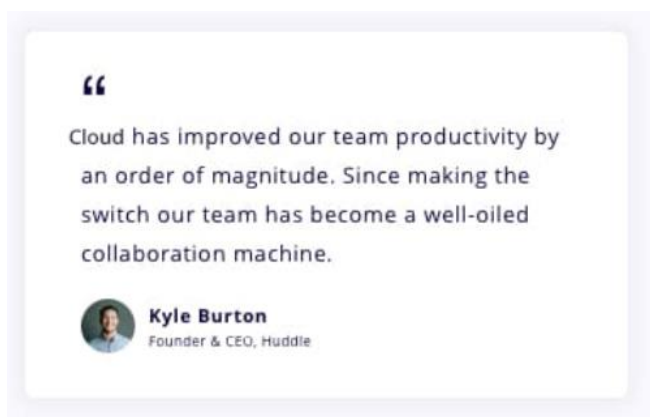 “
Cloud has improved our team productivity by
an order of magnitude. Since making the
switch our team has become a well-oiled
collaboration machine.
Kyle Burton
Founder & CEO, Huddle